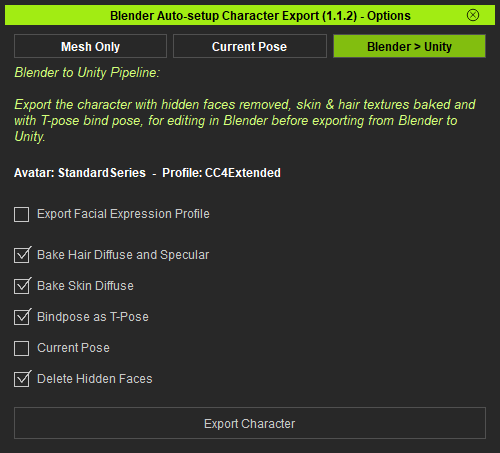 Blender Auto-setup Character Export (1.1.2) - Options
Mesh Only
Current Pose
Blender > Unity
Blender to Unity Pipeline:
Export the character with hidden faces removed, skin & hair textures baked and
with T-pose bind pose, for editing in Blender before exporting from Blender to
Unity.
Avatar: StandardSeries - Profile: CC4Extended
Export Facial Expression Profile
Bake Hair Diffuse and Specular
Bake Skin Diffuse
Bindpose as T-Pose
Current Pose
Delete Hidden Faces
Export Character